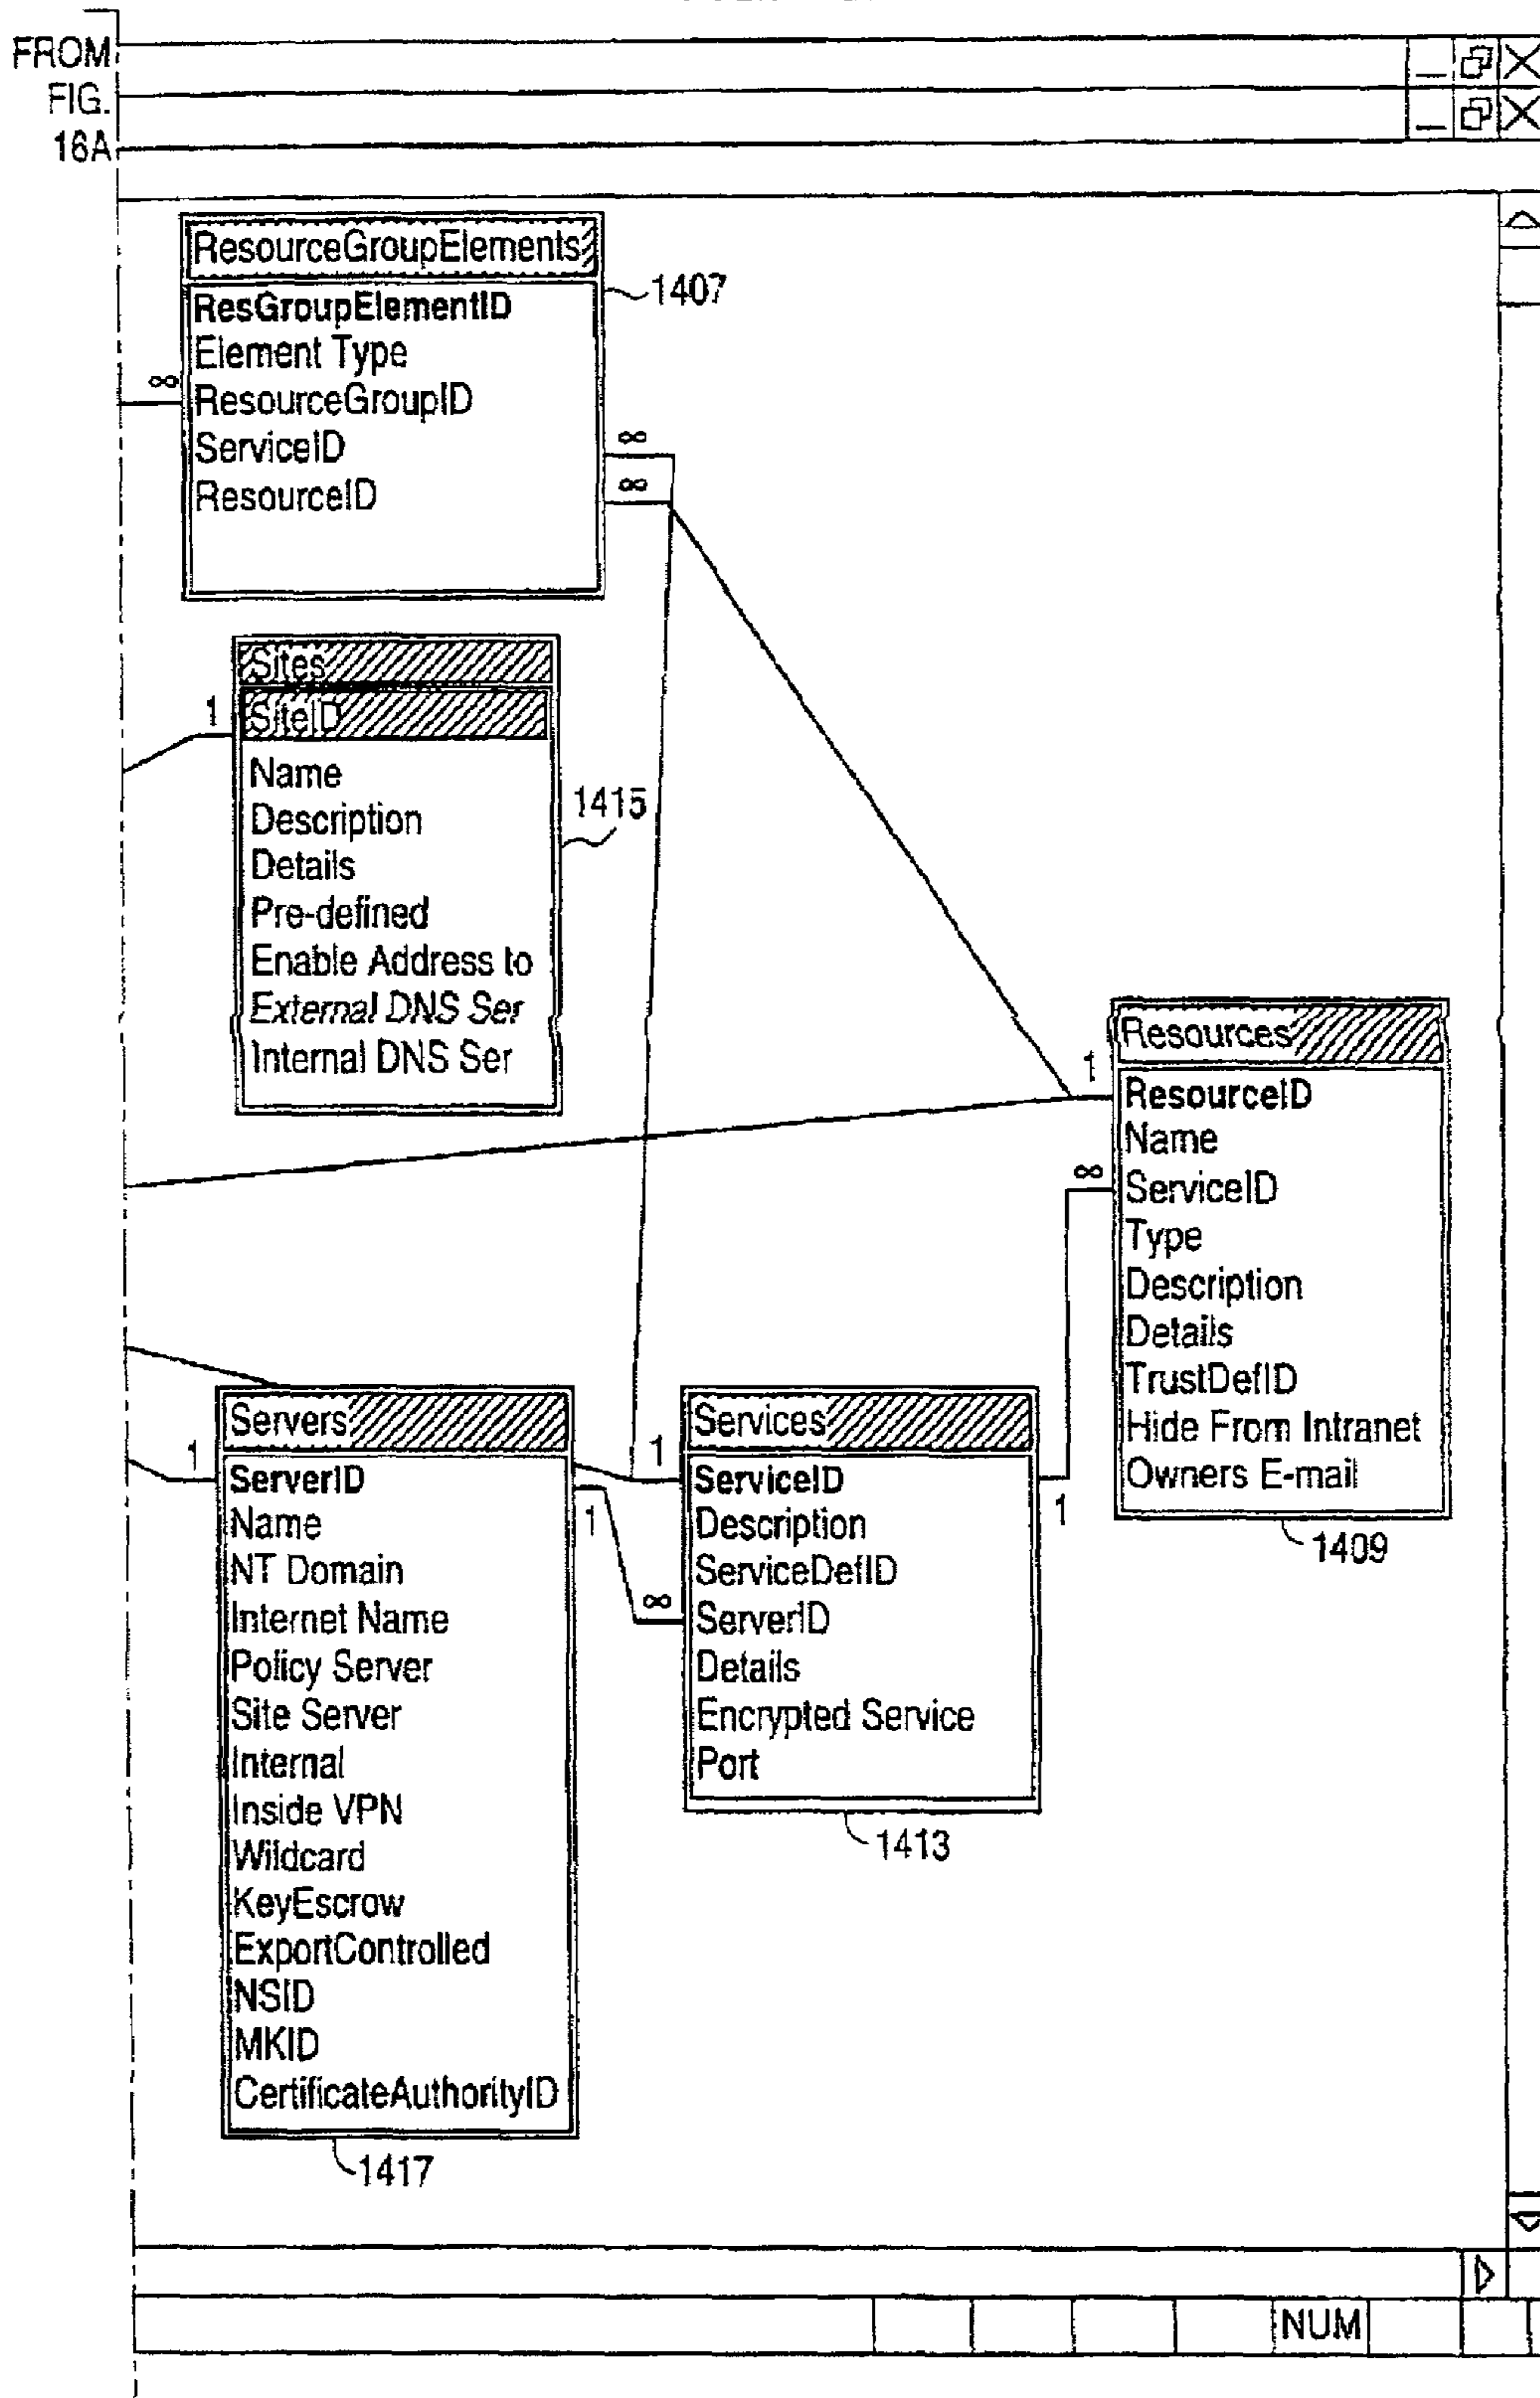 FROM
FIG.
16A
ResourceGroupElements
1407
ResGroupElementID
Element Type
∞
ResourceGroupID
ServiceID
∞
ResourceID
∞
Sites
1
SiteID
Name
Description
Details
Pre-defined
Enable Address to
External DNS Ser
Internal DNS Ser
1415
Resources
1
ResourceID
Name
∞
ServiceID
Type
Description
Details
TrustDefID
Hide From Intranet
Owners E-mail
1409
Servers
1
ServerID
Name
NT Domain
Internet Name
Policy Server
Site Server
Internal
Inside VPN
Wildcard
KeyEscrow
ExportControlled
NSID
MKID
CertificateAuthorityID
1417
1
Services
1
ServiceID
1
Description
ServiceDefID
∞
ServerID
Details
Encrypted Service
Port
1413
NUM